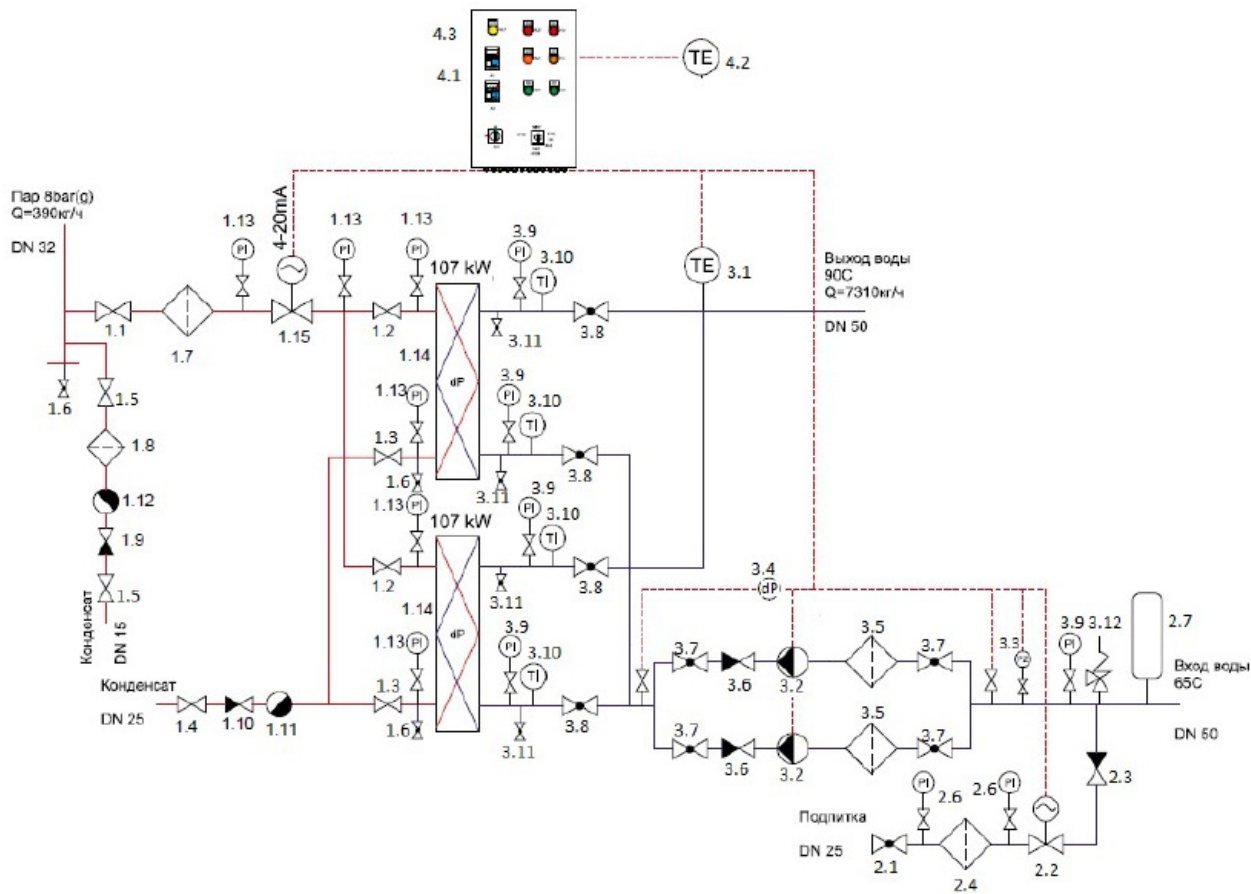 4.3
4.1
TE
4.2
Пар 8bar(g)
Q=390кг/ч
DN 32
4-20mA
1.13
1.13
1.13
PI
PI
PI
107 kW
3.9
PI
3.10
TI
TE
3.1
Выход воды
90С
Q=7310кг/ч
DN 50
1.1
1.7
1.15
1.2
3.11
3.8
1.14
dP
1.6
1.5
1.13
PI
3.9
PI
3.10
TI
1.8
1.3
1.6
3.11
3.8
1.12
1.13
PI
107 kW
3.9
PI
3.10
TI
1.9
1.2
3.11
3.8
1.5
1.14
dP
3.4
dP
Конденсат
DN 15
1.13
PI
3.9
PI
3.10
TI
3.7
3.6
3.2
3.5
3.7
3.3
3.9
PI
3.12
2.7
Вход воды
65С
DN 50
Конденсат
DN 25
1.4
1.10
1.11
1.3
1.6
3.11
3.8
3.7
3.6
3.2
3.5
3.7
2.3
PI
2.6
2.6
PI
Подпитка
DN 25
2.1
2.4
2.2